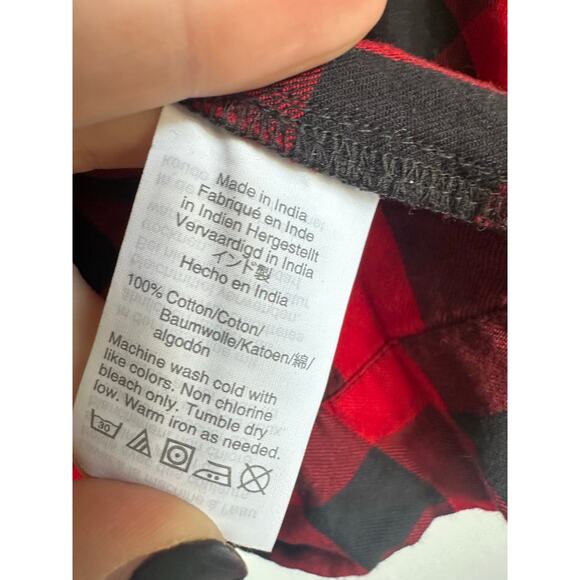 Made in India
Fabriqué en Inde
in Indien Hergestellt
Vervaardigd in India
インド製
Hecho en India
100% Cotton/Coton/
Baumwolle/Katoen/綿/
algodón
Machine wash cold with
like colors. Non chlorine
bleach only. Tumble dry
low. Warm iron as needed.
30